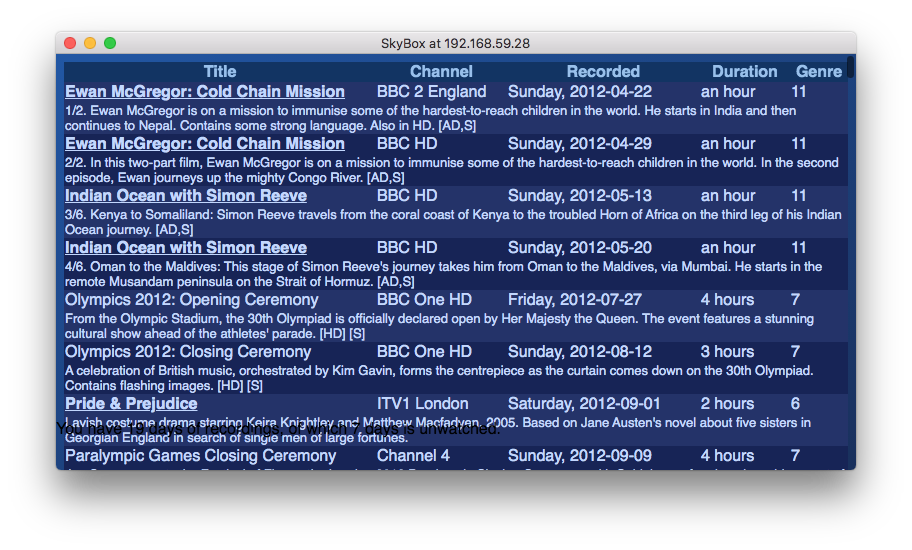 SkyBox at 192.168.59.28
Title Channel Recorded Duration Genre
Ewan McGregor: Cold Chain Mission BBC 2 England Sunday, 2012-04-22 an hour 11
1/2. Ewan McGregor is on a mission to immunise some of the hardest-to-reach children in the world. He starts in India and then
continues to Nepal. Contains some strong language. Also in HD. [AD,S]
Ewan McGregor: Cold Chain Mission BBC HD Sunday, 2012-04-29 an hour 11
2/2. In this two-part film, Ewan McGregor is on a mission to immunise some of the hardest-to-reach children in the world. In the second
episode, Ewan journeys up the mighty Congo River. [AD,S]
Indian Ocean with Simon Reeve BBC HD Sunday, 2012-05-13 an hour 11
3/6. Kenya to Somaliland: Simon Reeve travels from the coral coast of Kenya to the troubled Horn of Africa on the third leg of his Indian
Ocean journey. [AD,S]
Indian Ocean with Simon Reeve BBC HD Sunday, 2012-05-20 an hour 11
4/6. Oman to the Maldives: This stage of Simon Reeve's journey takes him from Oman to the Maldives, via Mumbai. He starts in the
remote Musandam peninsula on the Strait of Hormuz. [AD,S]
Olympics 2012: Opening Ceremony BBC One HD Friday, 2012-07-27 4 hours 7
From the Olympic Stadium, the 30th Olympiad is officially declared open by Her Majesty the Queen. The event features a stunning
cultural show ahead of the athletes' parade. [HD] [S]
Olympics 2012: Closing Ceremony BBC One HD Sunday, 2012-08-12 3 hours 7
A celebration of British music, orchestrated by Kim Gavin, forms the centrepiece as the curtain comes down on the 30th Olympiad.
Contains flashing images. [HD] [S]
Pride & Prejudice ITV1 London Saturday, 2012-09-01 2 hours 6
Lavish costume drama starring Keira Knightley and Matthew Macfadyen. 2005. Based on Jane Austen's novel about five sisters in
You have 19 days of recordings, of which 7 days is unwatched.
Georgian England in search of single men of large fortunes.
Paralympic Games Closing Ceremony Channel 4 Sunday, 2012-09-09 4 hours 7